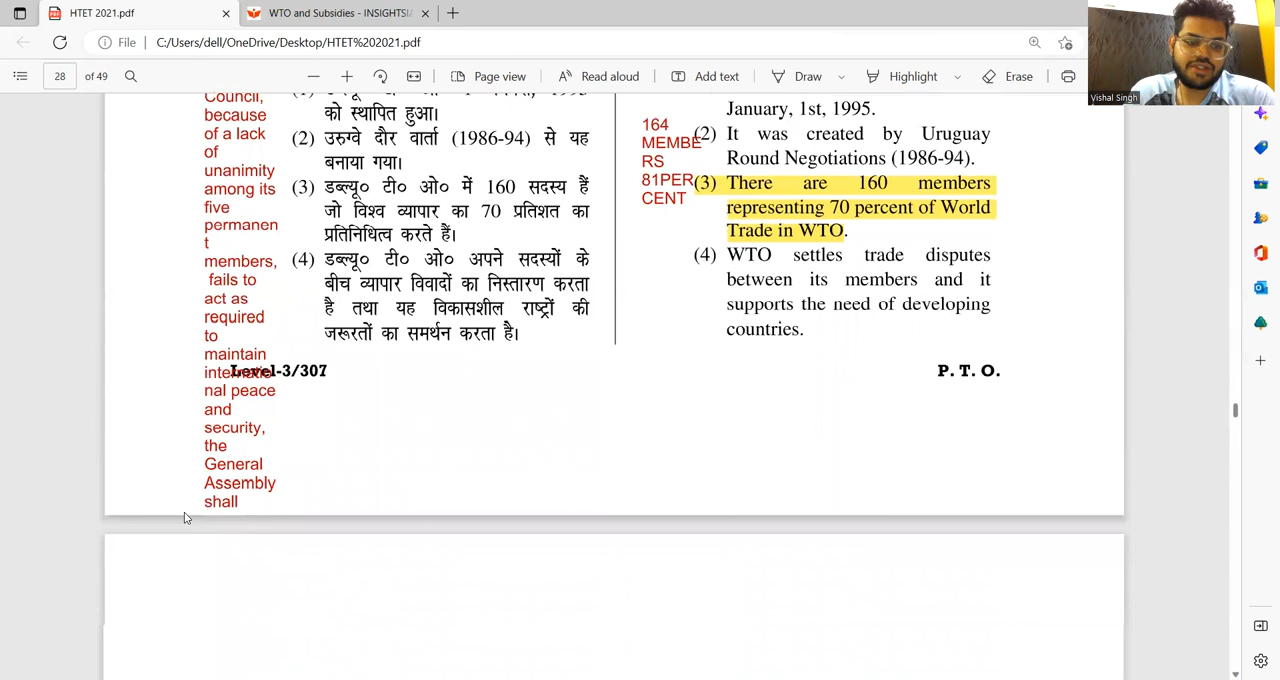 HTET 2021.pdf
WTO and Subsidies - INSIGHTSI
File C:/Users/dell/OneDrive/Desktop/HTET%202021.pdf
28 of 49
Page view
Read aloud
Add text
Draw
Highlight
Erase
Vishal Singh
Council,
because
of a lack
of
unanimity
among its
five
permanen
t
members,
fails to
act as
required
to
maintain
internatio
nal peace
and
security,
the
General
Assembly
shall
को स्थापित हुआ।
(2) उरुग्वे दौर वार्ता (1986-94) से यह
बनाया गया।
(3) डब्ल्यू० टी० ओ० में 160 सदस्य हैं
जो विश्व व्यापार का 70 प्रतिशत का
प्रतिनिधित्व करते हैं।
(4) डब्ल्यू० टी० ओ० अपने सदस्यों के
बीच व्यापार विवादों का निस्तारण करता
है तथा यह विकासशील राष्ट्रों की
जरूरतों का समर्थन करता है।
164
MEMBE
RS
81PER
CENT
January, 1st, 1995.
(2) It was created by Uruguay
Round Negotiations (1986-94).
(3) There are 160 members
representing 70 percent of World
Trade in WTO.
(4) WTO settles trade disputes
between its members and it
supports the need of developing
countries.
Level-3/307
P. T. O.